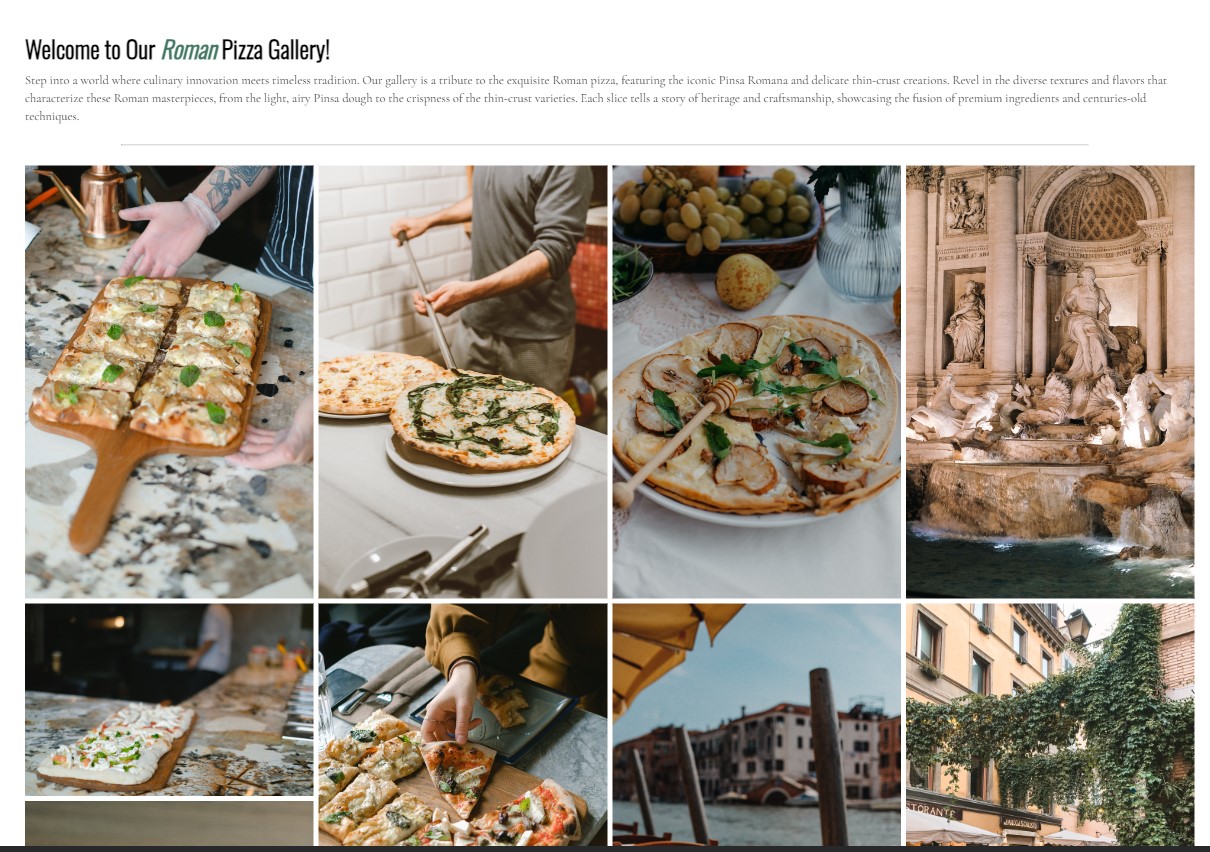 Welcome to Our Roman Pizza Gallery!
Step into a world where culinary innovation meets timeless tradition. Our gallery is a tribute to the exquisite Roman pizza, featuring the iconic Pinsa Romana and delicate thin-crust creations. Revel in the diverse textures and flavors that
characterize these Roman masterpieces, from the light, airy Pinsa dough to the crispness of the thin-crust varieties. Each slice tells a story of heritage and craftsmanship, showcasing the fusion of premium ingredients and centuries-old
techniques.
STORANTE